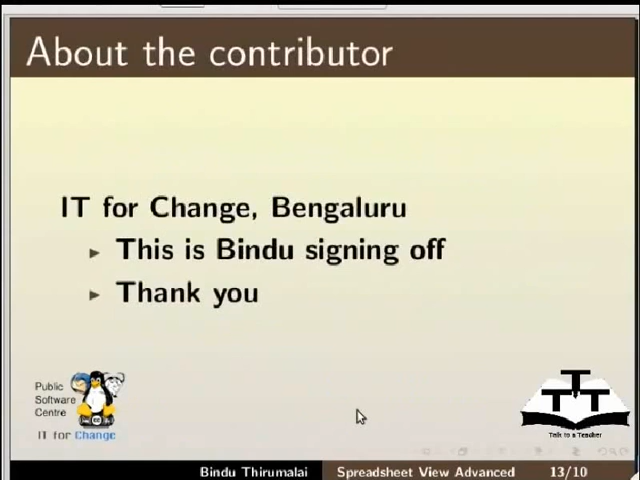 About the contributor
IT for Change, Bengaluru
This is Bindu signing off
Thank you
Public
Software
Centre
IT for Change
T T T
Talk to a Teacher
Bindu Thirumalai
Spreadsheet View Advanced
13/10